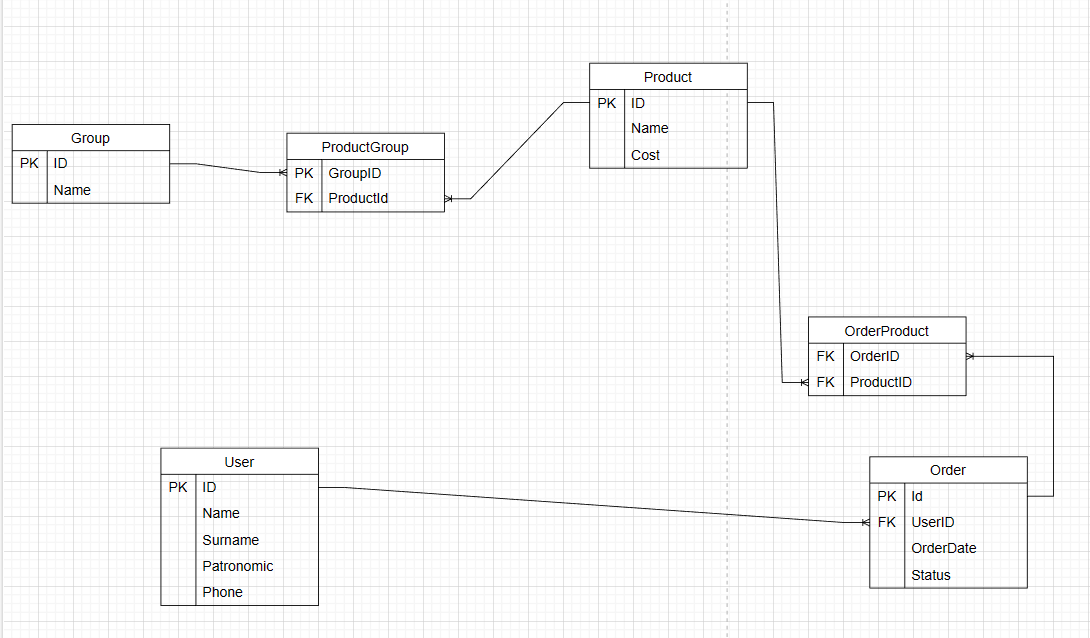 Product
PK ID
Name
Cost
Group
PK ID
Name
ProductGroup
PK GroupID
FK ProductId
OrderProduct
FK OrderID
FK ProductID
User
PK ID
Name
Surname
Patronomic
Phone
Order
PK Id
FK UserID
OrderDate
Status